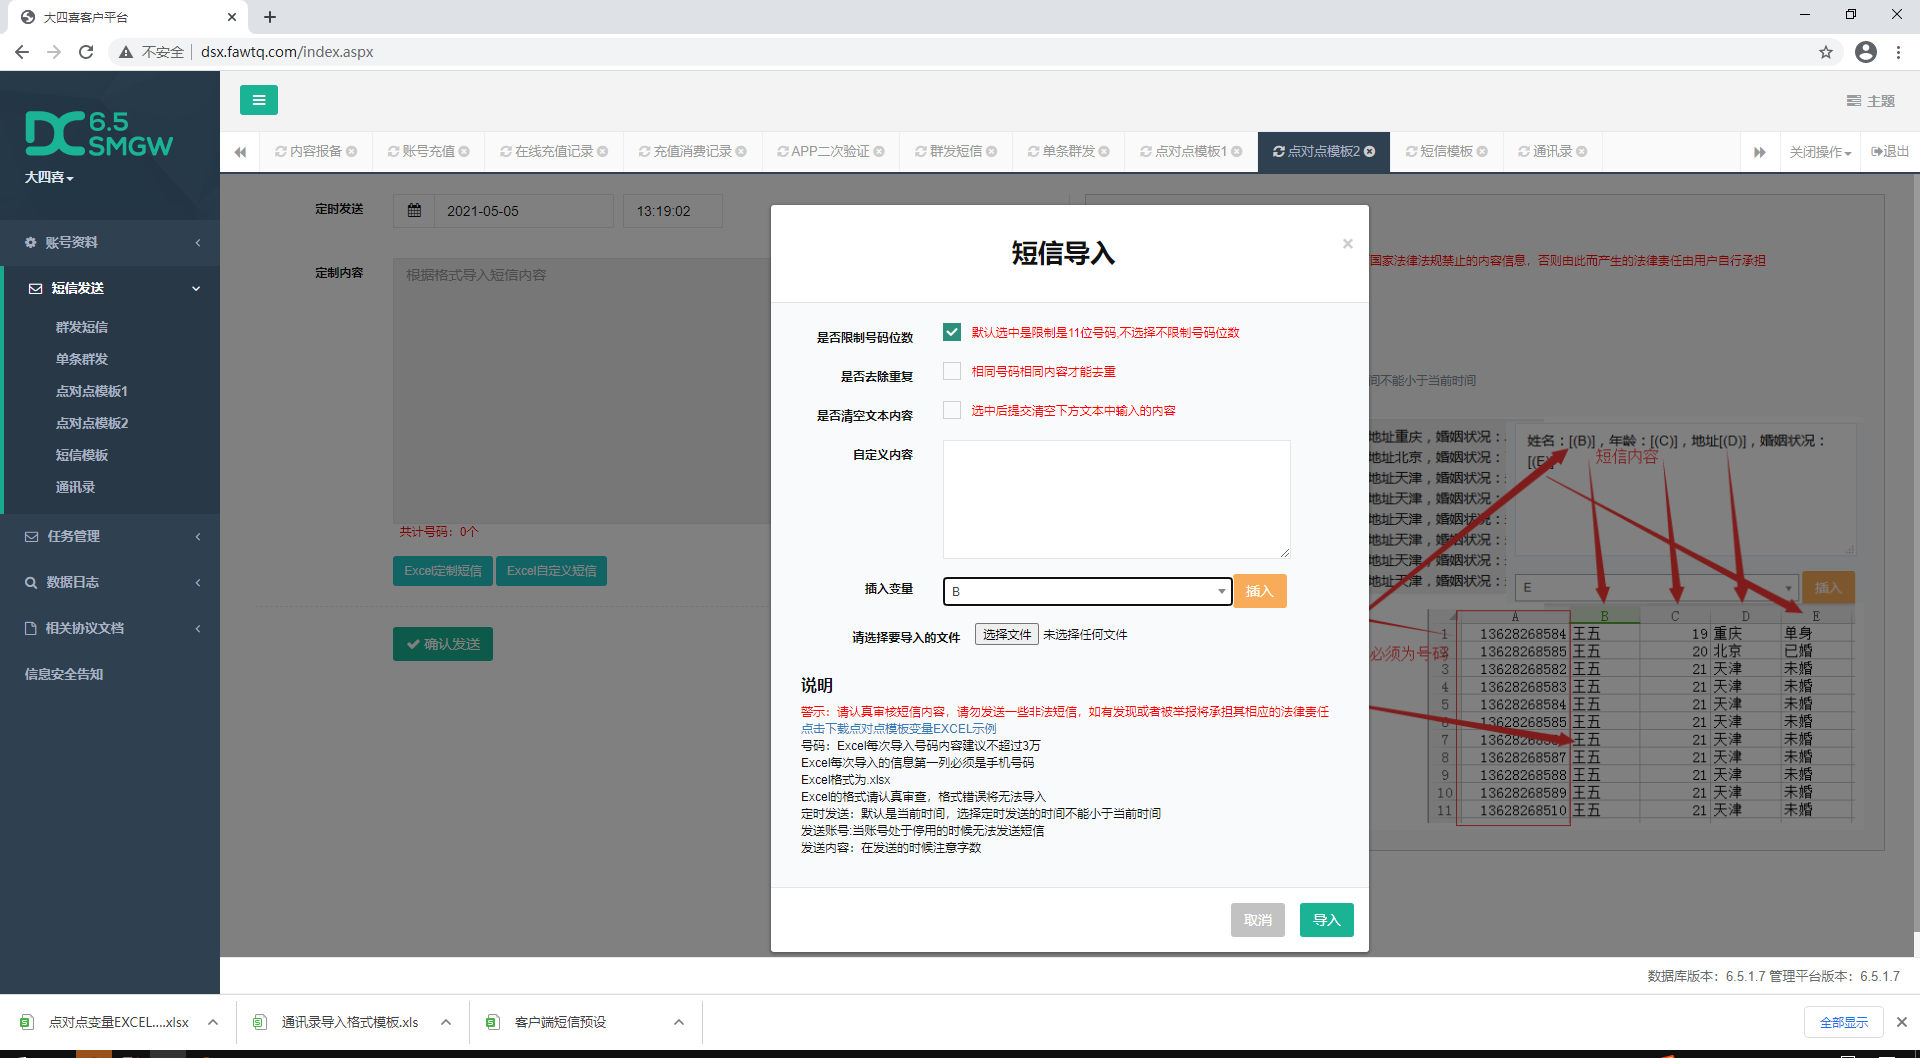 大四喜客户平台
不安全 dsx.fawtq.com/index.aspx
DC 6.5 SMGW
大四喜
主题
内容报备
账号充值
在线充值记录
充值消费记录
APP二次验证
群发短信
单条群发
点对点模板1
点对点模板2
短信模板
通讯录
关闭操作
退出
账号资料
短信发送
群发短信
单条群发
点对点模板1
点对点模板2
短信模板
通讯录
任务管理
数据日志
相关协议文档
信息安全告知
定时发送
2021-05-05
13:19:02
定制内容
根据格式导入短信内容
共计号码：0个
Excel定制短信
Excel自定义短信
确认发送
短信导入
×
是否限制号码位数
默认选中是限制是11位号码,不选择不限制号码位数
是否去除重复
相同号码相同内容才能去重
是否清空文本内容
选中后提交清空下方文本中输入的内容
自定义内容
插入变量
B
插入
请选择要导入的文件
选择文件 未选择任何文件
说明
警示：请认真审核短信内容，请勿发送一些非法短信，如有发现或者被举报将承担其相应的法律责任
点击下载点对点模板变量EXCEL示例
号码：Excel每次导入号码内容建议不超过3万
Excel每次导入的信息第一列必须是手机号码
Excel格式为.xlsx
Excel的格式请认真审查，格式错误将无法导入
定时发送：默认是当前时间，选择定时发送的时间不能小于当前时间
发送账号:当账号处于停用的时候无法发送短信
发送内容：在发送的时候注意字数
取消
导入
国家法律法规禁止的内容信息，否则由此而产生的法律责任由用户自行承担
间不能小于当前时间
地址重庆，婚姻状况：
地址北京，婚姻状况：
地址天津，婚姻状况：
地址天津，婚姻状况：
地址天津，婚姻状况：
地址天津，婚姻状况：
地址天津，婚姻状况：
地址天津，婚姻状况：
姓名：[(B)]，年龄：[(C)]，地址[(D)]，婚姻状况：
[(E)]
短信内容
E
插入
必须为号码
A B C D E
1 13628268584 王五 19 重庆 单身
13628268585 王五 20 北京 已婚
3 13628268582 王五 21 天津 未婚
4 13628268583 王五 21 天津 未婚
5 13628268584 王五 21 天津 未婚
6 13628268585 王五 21 天津 未婚
7 王五 21 天津 未婚
8 13628268587 王五 21 天津 未婚
9 13628268588 王五 21 天津 未婚
10 13628268589 王五 21 天津 未婚
11 13628268510 王五 21 天津 未婚
数据库版本：6.5.1.7 管理平台版本：6.5.1.7
点对点变量EXCEL....xlsx
通讯录导入格式模板.xls
客户端短信预设
全部显示